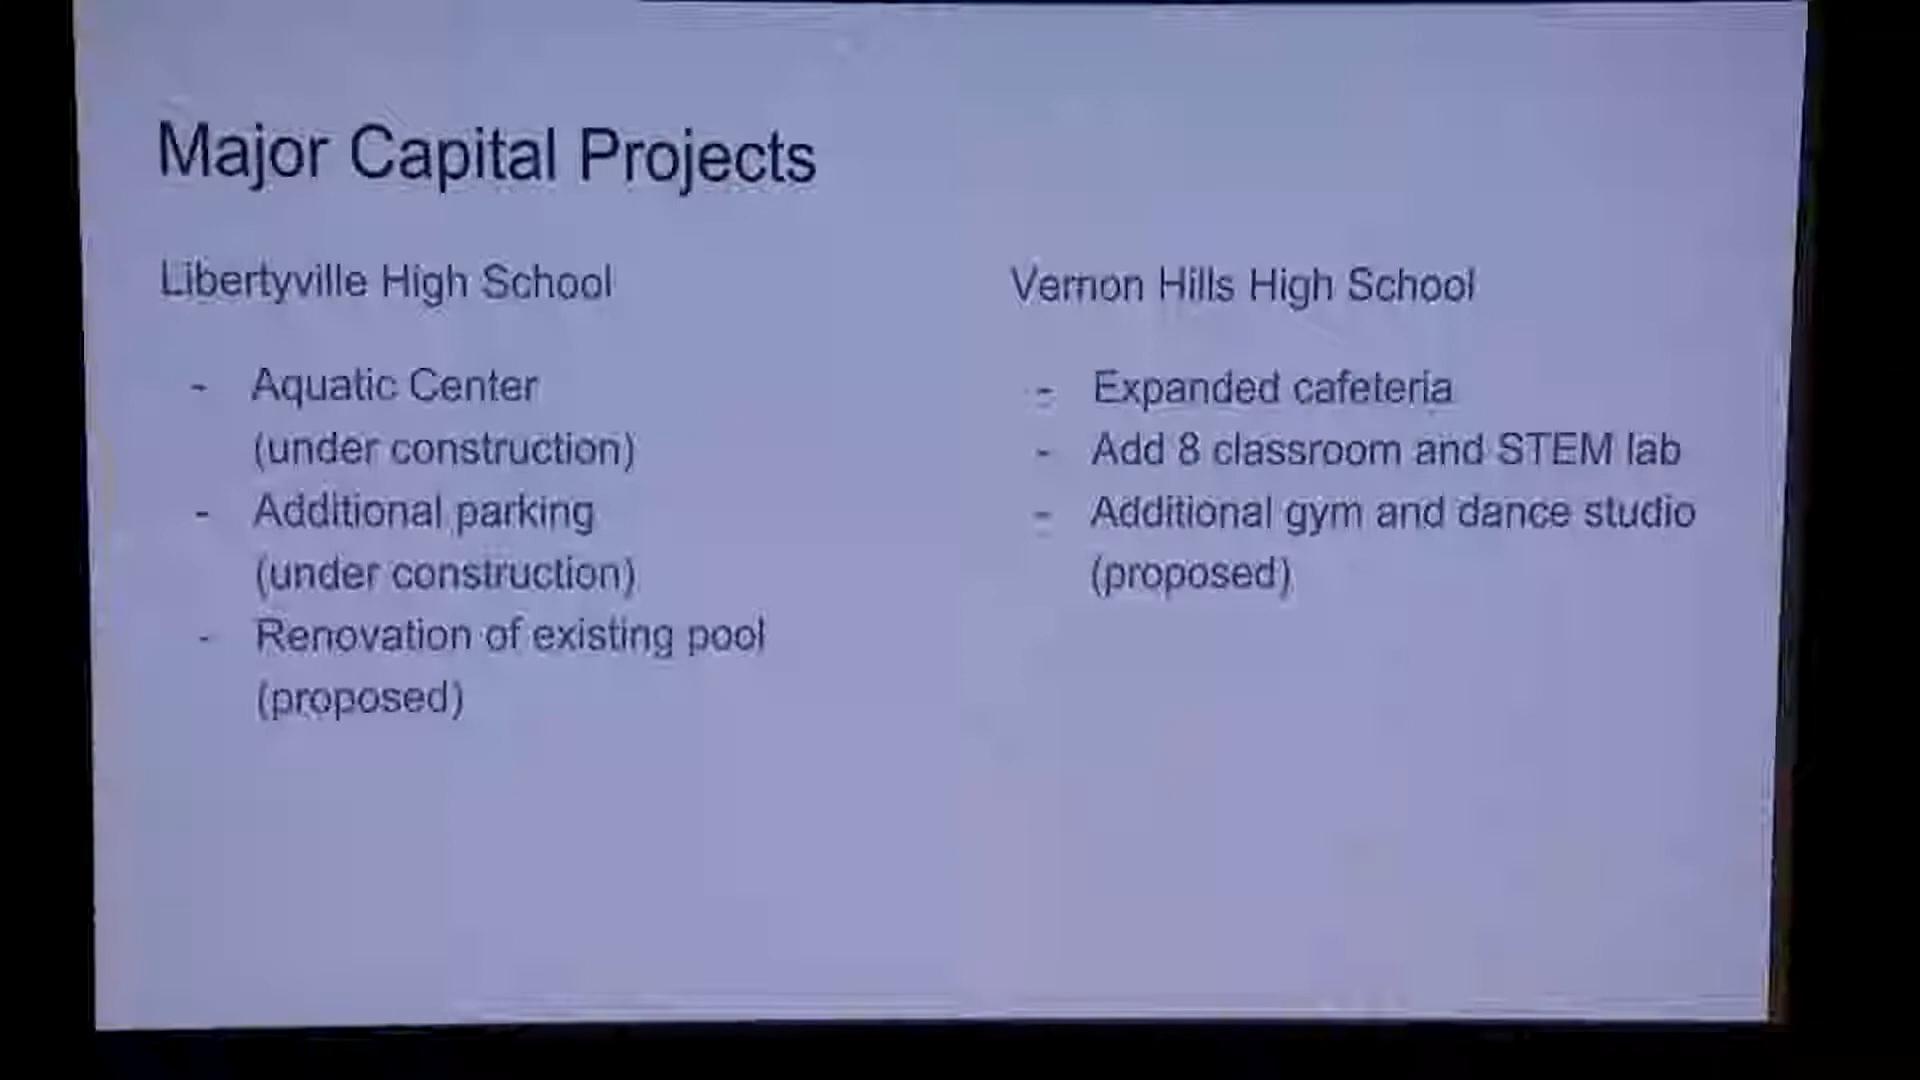 Major Capital Projects
Libertyville High School
- Aquatic Center
(under construction)
- Additional parking
(under construction)
- Renovation of existing pool
(proposed)
Vernon Hills High School
- Expanded cafeteria
- Add 8 classroom and STEM lab
- Additional gym and dance studio
(proposed)